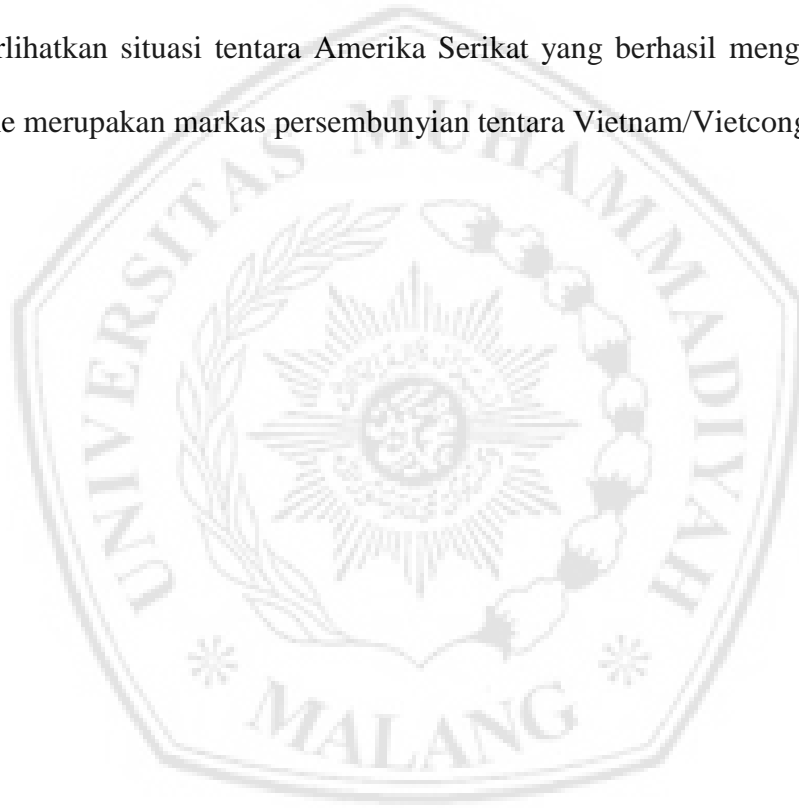 rlihatkan situasi tentara Amerika Serikat yang berhasil meng
e merupakan markas persembunyian tentara Vietnam/Vietcong
UNIVERSITAS MUHAMMADIYAH
MALANG